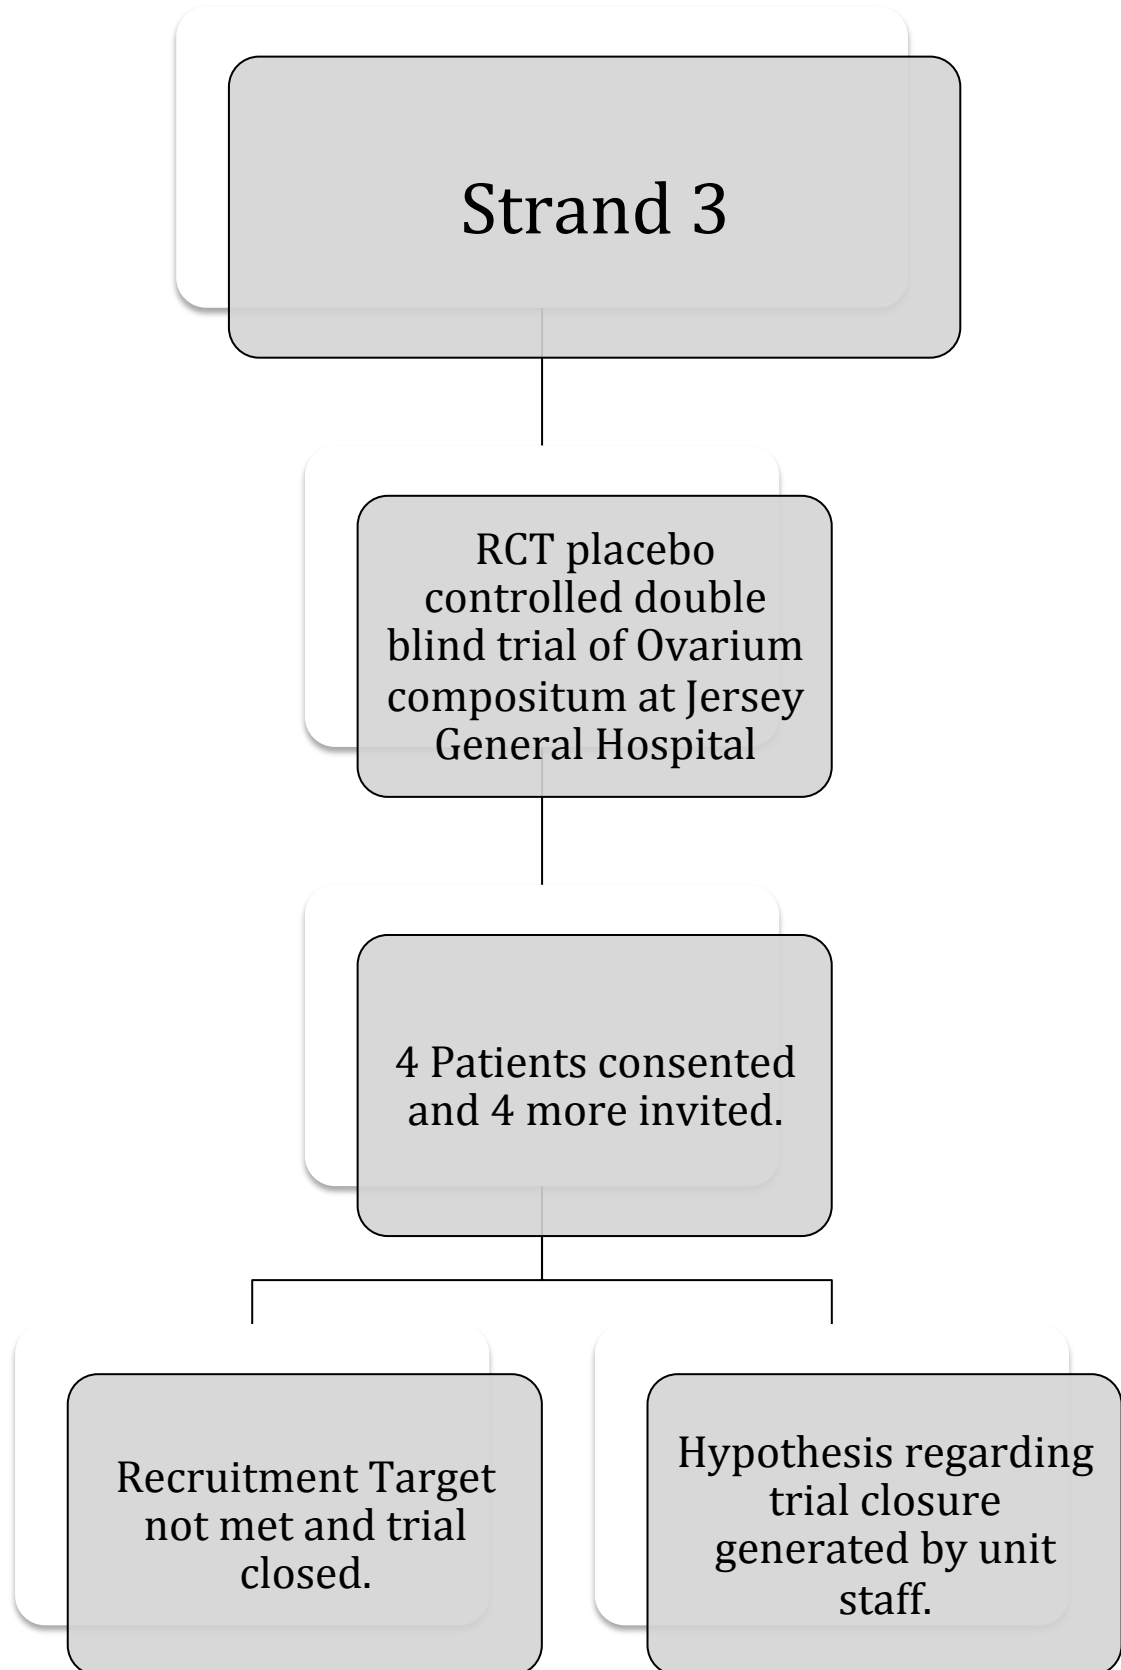 Strand 3
RCT placebo
controlled double
blind trial of Ovarium
compositum at Jersey
General Hospital
4 Patients consented
and 4 more invited.
Recruitment Target
not met and trial
closed.
Hypothesis regarding
trial closure
generated by unit
staff.